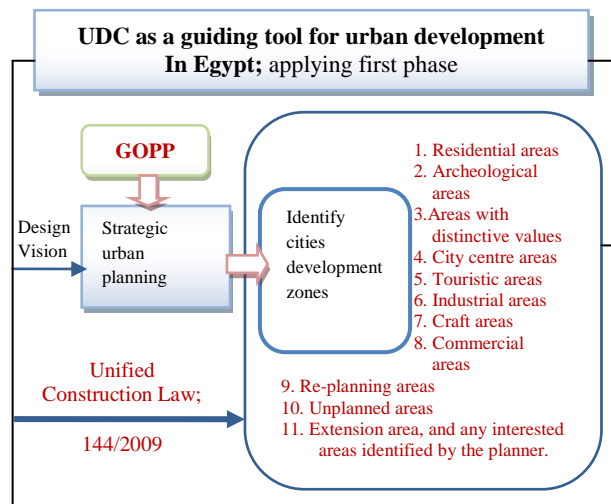 UDC as a guiding tool for urban development
In Egypt; applying first phase
GOPP
Design
Vision
Strategic
urban
planning
Identify
cities
development
zones
1. Residential areas
2. Archeological
areas
3.Areas with
distinctive values
4. City centre areas
5. Touristic areas
6. Industrial areas
7. Craft areas
8. Commercial
areas
9. Re-planning areas
10. Unplanned areas
11. Extension area, and any interested
areas identified by the planner.
Unified
Construction Law;
144/2009